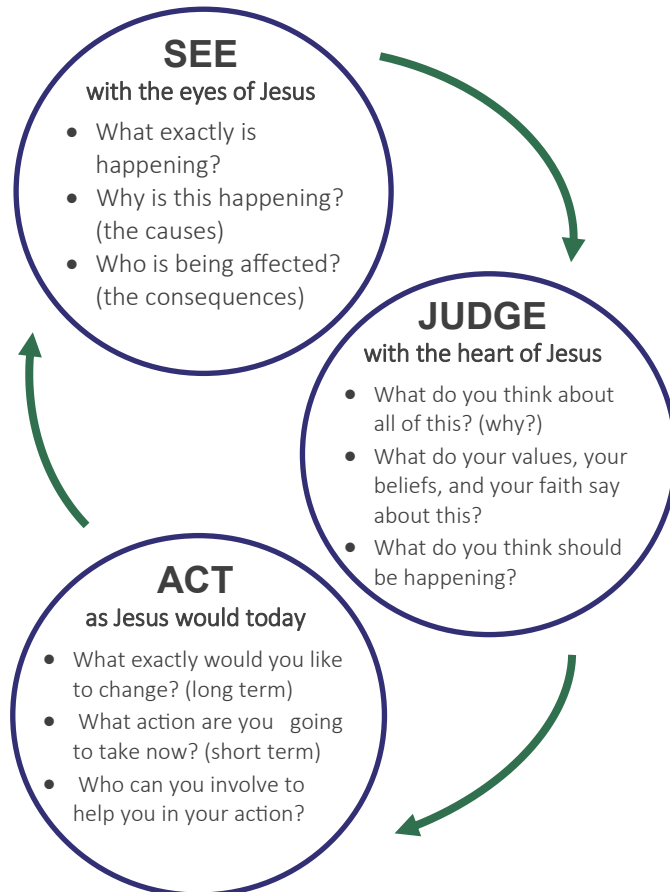 SEE
with the eyes of Jesus
• What exactly is
happening?
• Why is this happening?
(the causes)
• Who is being affected?
(the consequences)
JUDGE
with the heart of Jesus
• What do you think about
all of this? (why?)
• What do your values, your
beliefs, and your faith say
about this?
• What do you think should
be happening?
ACT
as Jesus would today
• What exactly would you like
to change? (long term)
• What action are you going
to take now? (short term)
• Who can you involve to
help you in your action?